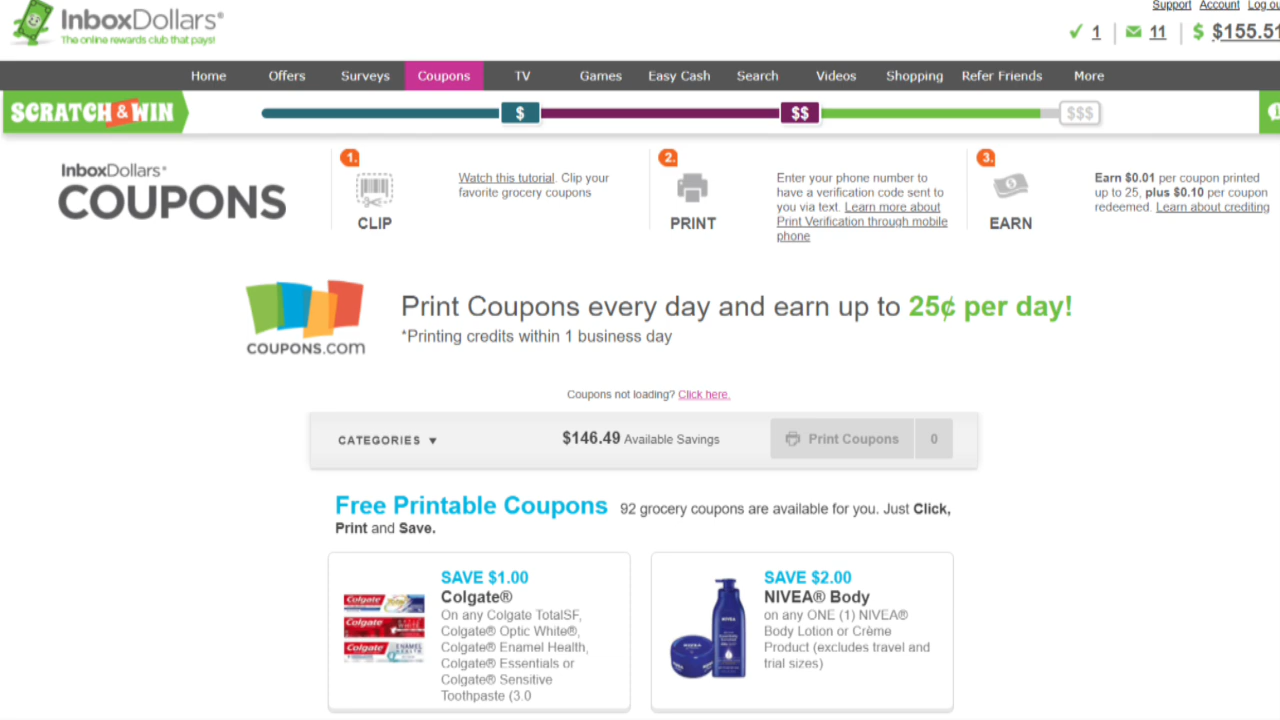 Support Account Log ou
InboxDollars®
The online rewards club that pays!
1 11 $ $155.51
Home Offers Surveys Coupons TV Games Easy Cash Search Videos Shopping Refer Friends More
SCRATCH & WIN $ $$ $$$
InboxDollars®
COUPONS
1.
CLIP
Watch this tutorial. Clip your
favorite grocery coupons
2.
PRINT
Enter your phone number to
have a verification code sent to
you via text. Learn more about
Print Verification through mobile
phone
3.
EARN
Earn $0.01 per coupon printed
up to 25, plus $0.10 per coupon
redeemed. Learn about crediting
COUPONS.com
Print Coupons every day and earn up to 25¢ per day!
*Printing credits within 1 business day
Coupons not loading? Click here.
CATEGORIES ▼ $146.49 Available Savings Print Coupons 0
Free Printable Coupons 92 grocery coupons are available for you. Just Click,
Print and Save.
Colgate
Colgate
Colgate
SAVE $1.00
Colgate®
On any Colgate TotalSF,
Colgate® Optic White®,
Colgate® Enamel Health,
Colgate® Essentials or
Colgate® Sensitive
Toothpaste (3.0
NIVEA
NIVEA
SAVE $2.00
NIVEA® Body
on any ONE (1) NIVEA®
Body Lotion or Crème
Product (excludes travel and
trial sizes)